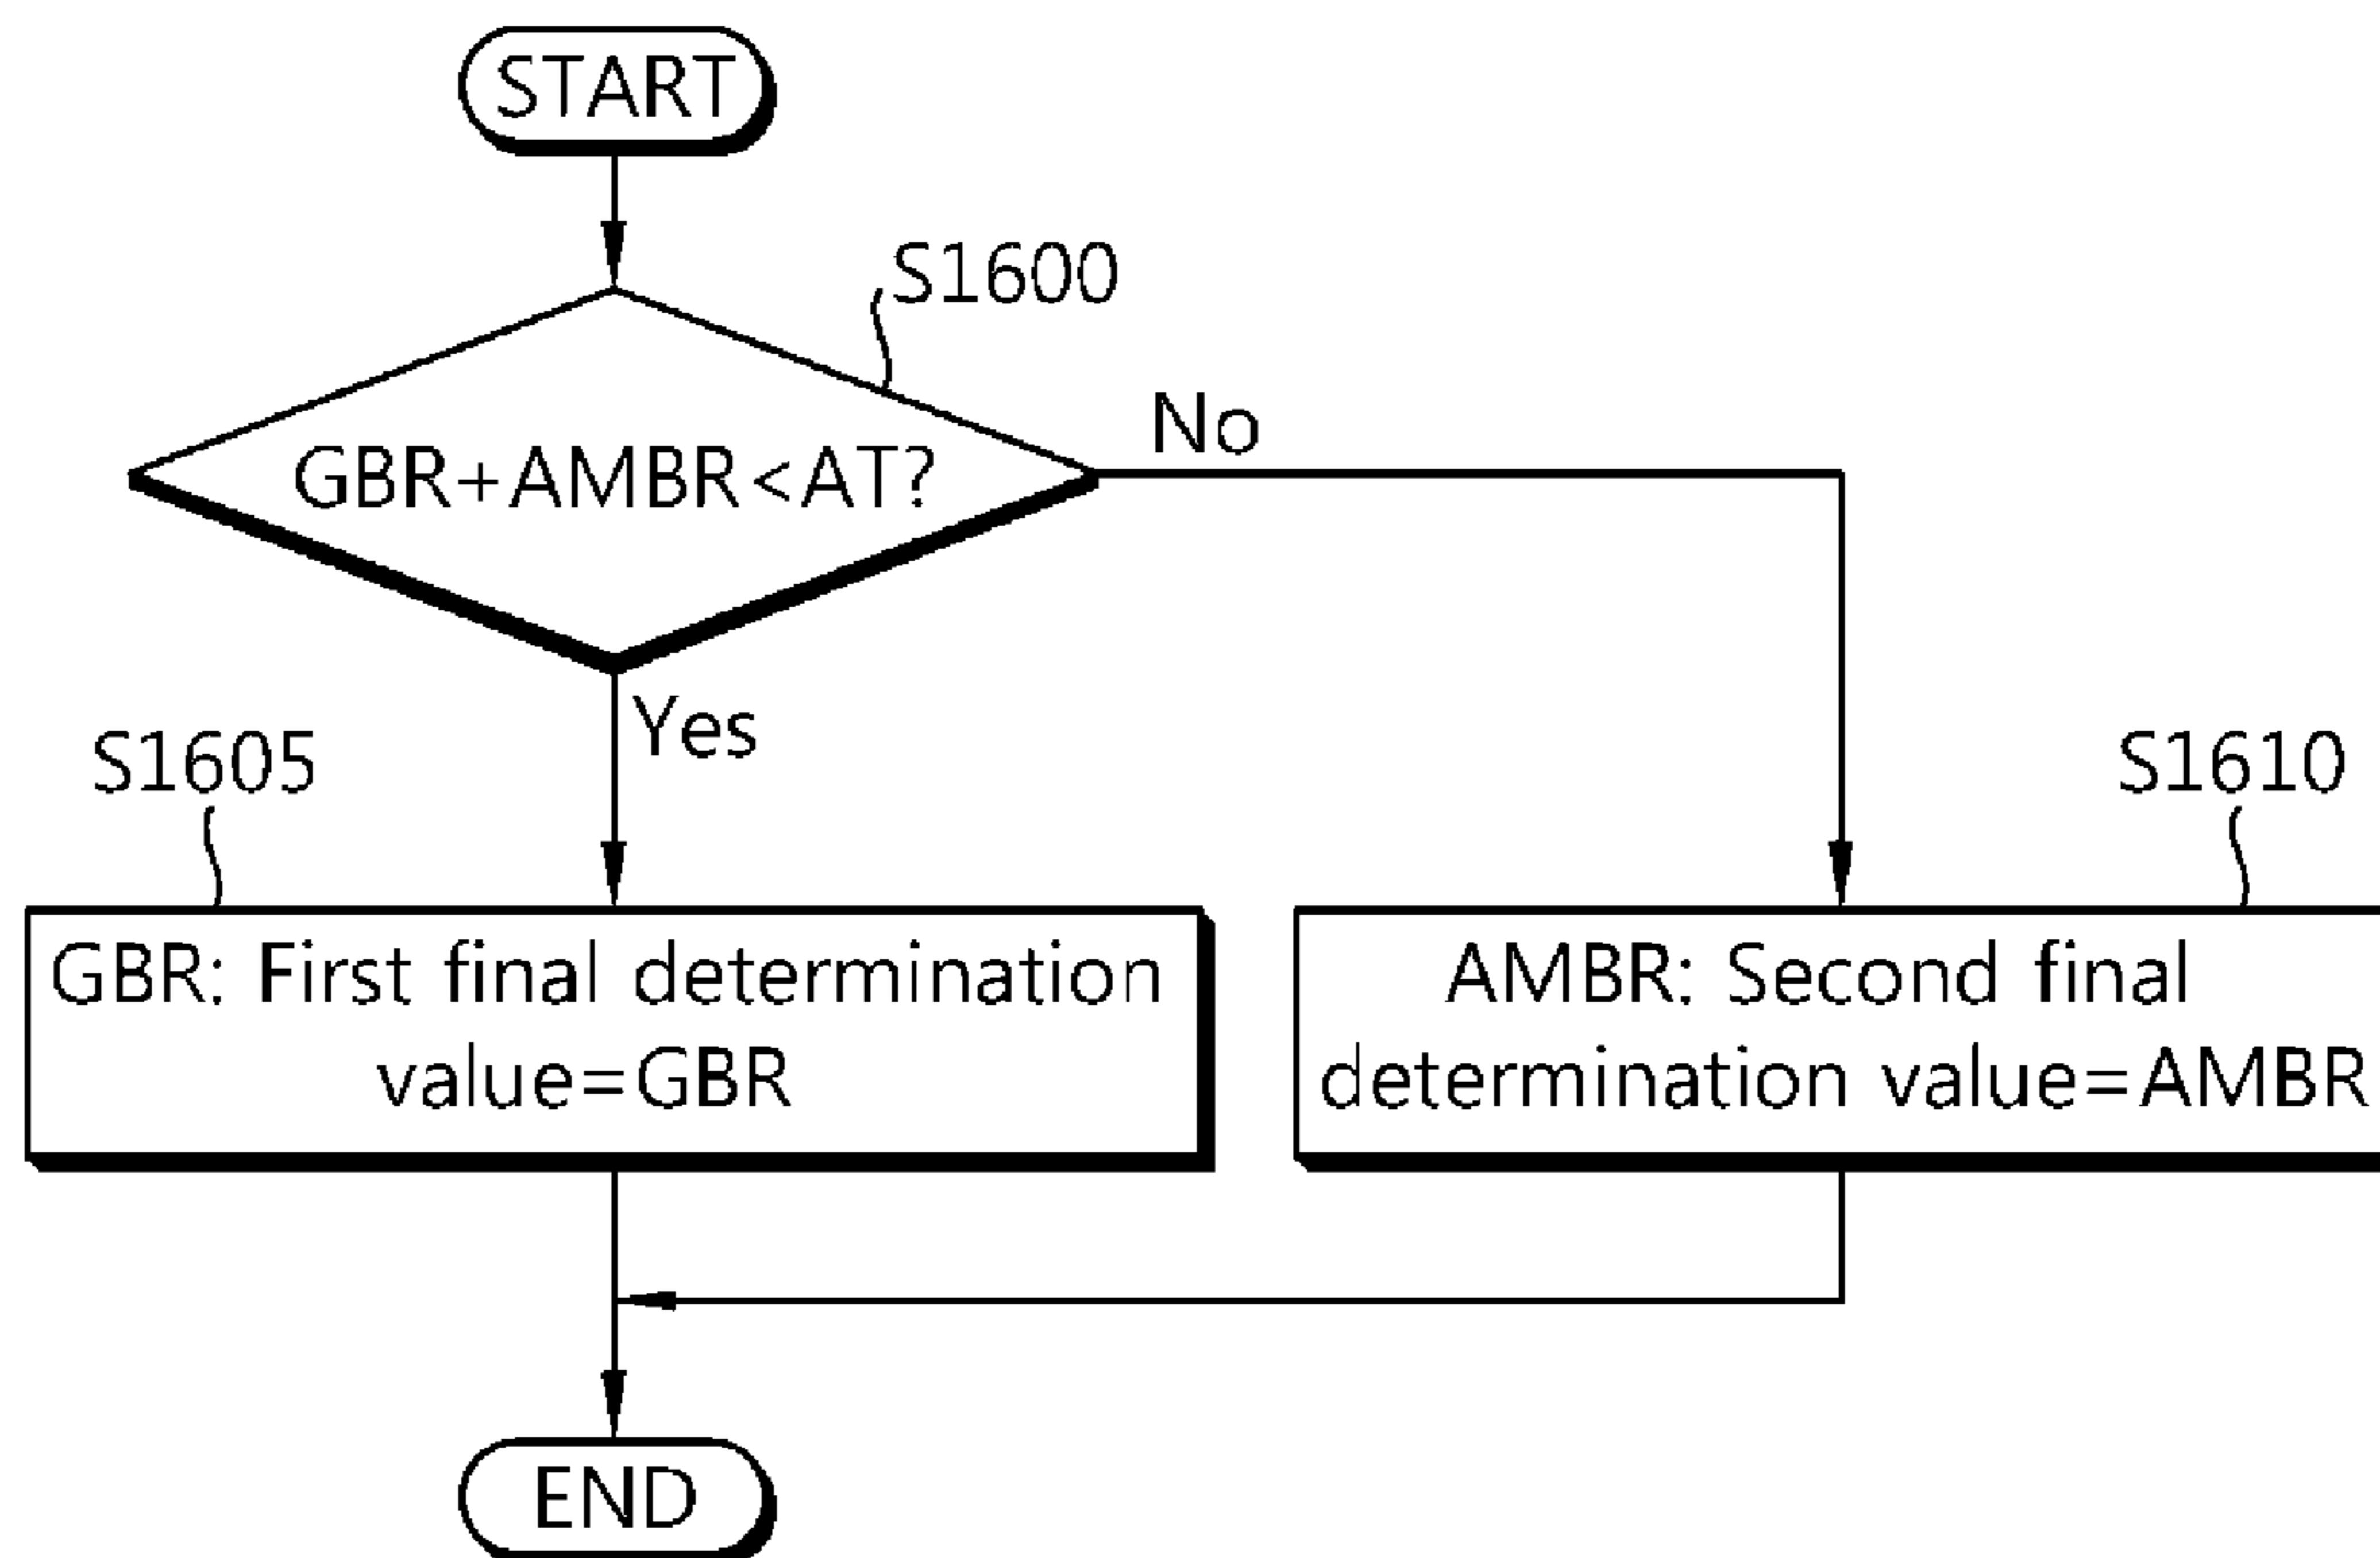 START
S1600
No
GBR+AMBR<AT?
Yes
S1605
S1610
GBR: First final determination
value=GBR
AMBR: Second final
determination value=AMBR
END